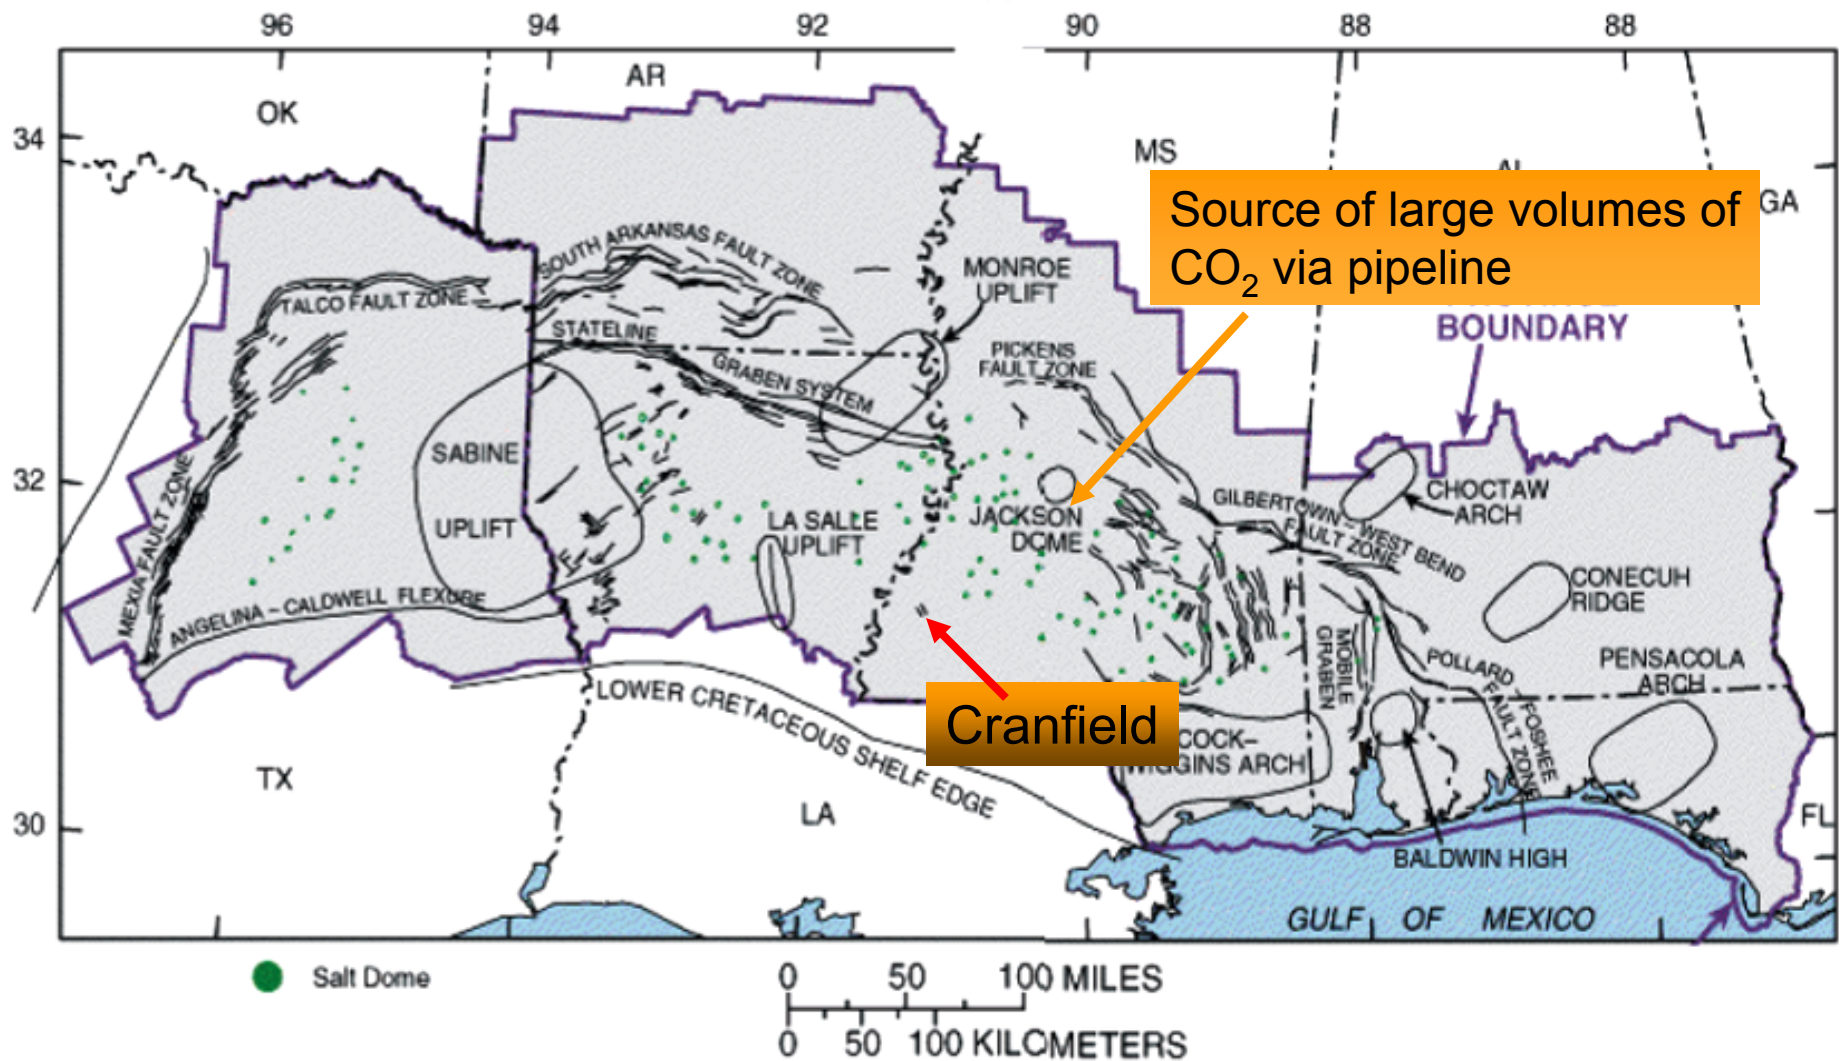 96
94
92
90
88
88
34
32
30
OK
AR
MS
GA
Source of large volumes of
CO₂ via pipeline
BOUNDARY
SOUTH ARKANSAS FAULT ZONE
MONROE
UPLIFT
TALCO FAULT ZONE
STATELINE
GRABEN SYSTEM
PICKENS
FAULT ZONE
SABINE
UPLIFT
MEXIA FAULT ZONE
LA SALLE
UPLIFT
JACKSON
DOME
GILBERTOWN – WEST BEND
FAULT ZONE
CHOCTAW
ARCH
CONECUH
RIDGE
ANGELINA – CALDWELL FLEXURE
MOBILE
GRABEN
POLLARD – FOSHEE
FAULT ZONE
PENSACOLA
ARCH
Cranfield
COCK–
WIGGINS ARCH
LOWER CRETACEOUS SHELF EDGE
TX
LA
FL
BALDWIN HIGH
GULF OF MEXICO
Salt Dome
0 50 100 MILES
0 50 100 KILOMETERS